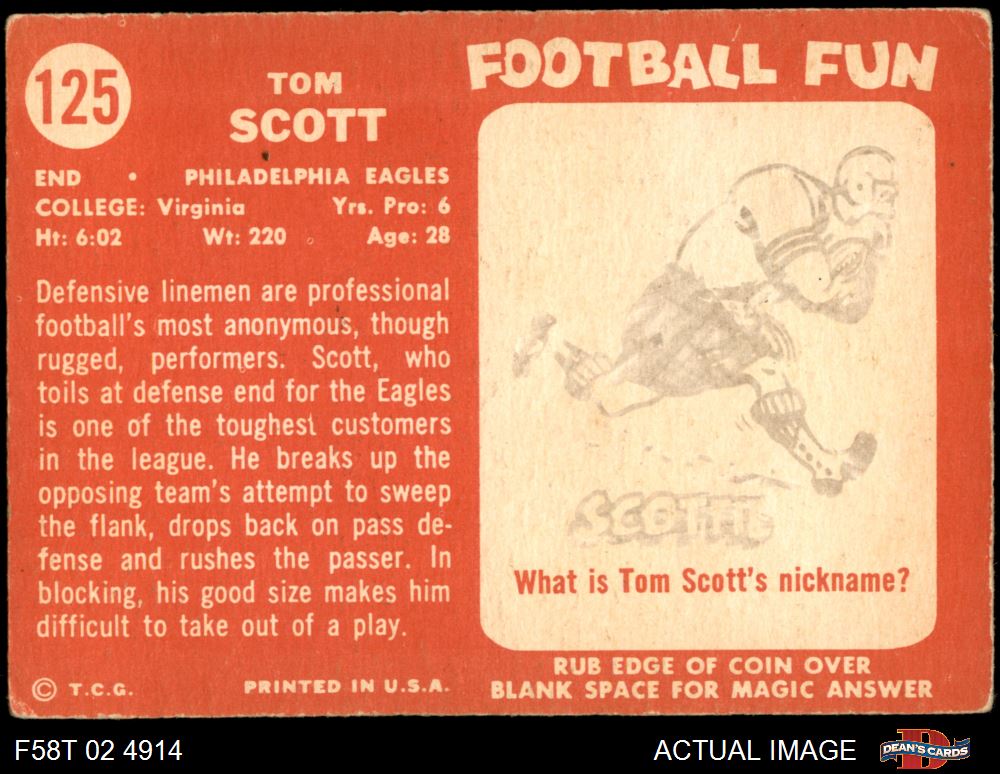 125
TOM
SCOTT
END • PHILADELPHIA EAGLES
COLLEGE: Virginia Yrs. Pro: 6
Ht: 6:02 Wt: 220 Age: 28
Defensive linemen are professional
football's most anonymous, though
rugged, performers. Scott, who
toils at defense end for the Eagles
is one of the toughest customers
in the league. He breaks up the
opposing team's attempt to sweep
the flank, drops back on pass de-
fense and rushes the passer. In
blocking, his good size makes him
difficult to take out of a play.
© T.C.G. PRINTED IN U.S.A.
FOOTBALL FUN
SCOTTIE
What is Tom Scott's nickname?
RUB EDGE OF COIN OVER
BLANK SPACE FOR MAGIC ANSWER
F58T 02 4914
ACTUAL IMAGE
DEAN'S CARDS